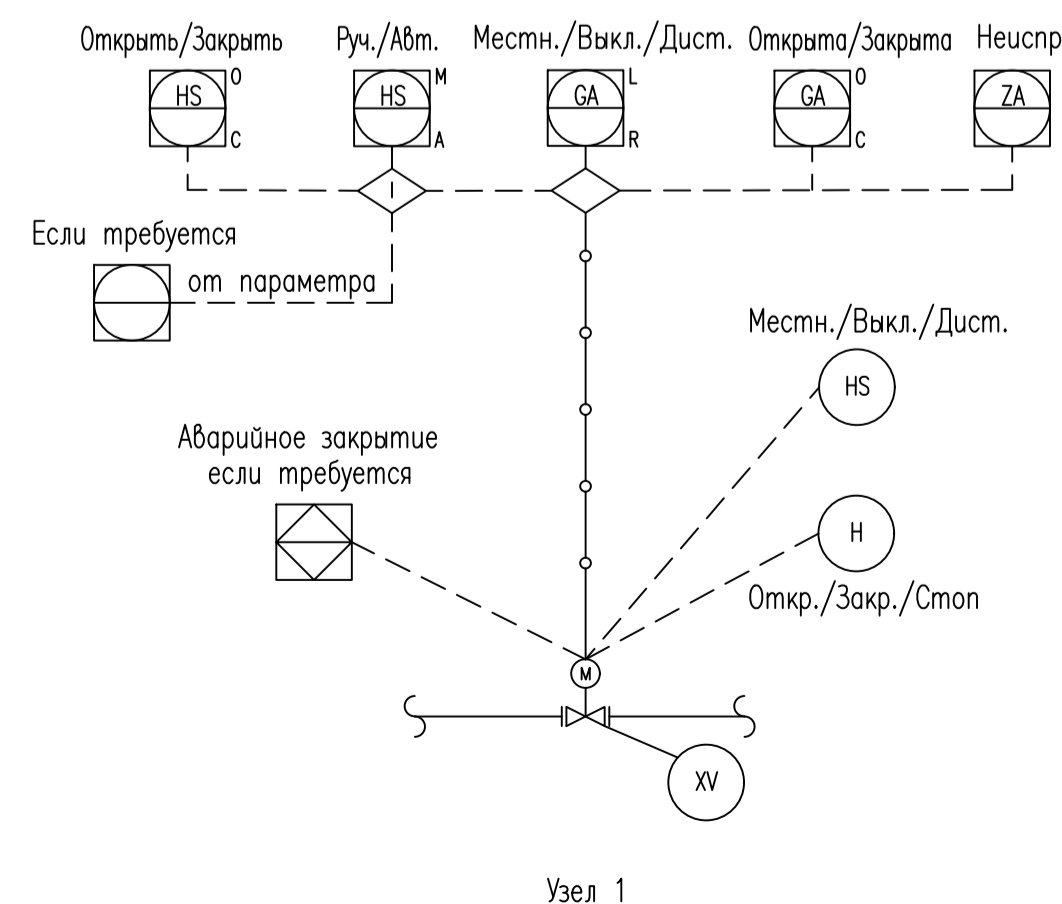 Открыть/Закрыть Руч./Авт. Местн./Выкл./Дист. Открыта/Закрыта Неиспр
HS O C HS M A GA L R GA O C ZA
Если требуется
от параметра
Местн./Выкл./Дист.
HS
Аварийное закрытие
если требуется
H
Откр./Закр./Стоп
M
XV
Узел 1